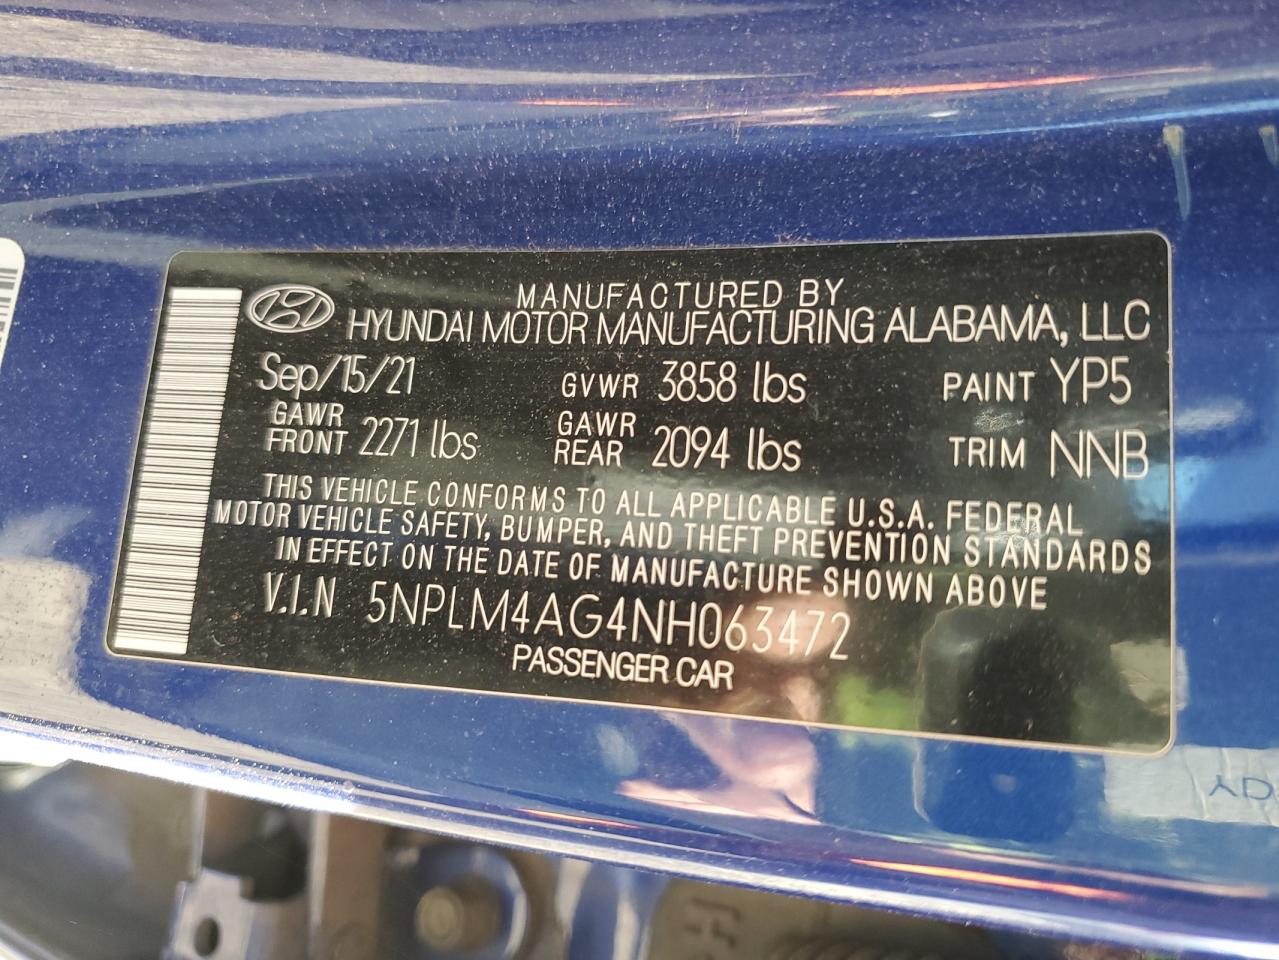 MANUFACTURED BY
HYUNDAI MOTOR MANUFACTURING ALABAMA, LLC
Sep/15/21 GVWR 3858 lbs PAINT YP5
GAWR FRONT 2271 lbs GAWR REAR 2094 lbs TRIM NNB
THIS VEHICLE CONFORMS TO ALL APPLICABLE U.S.A. FEDERAL
MOTOR VEHICLE SAFETY, BUMPER, AND THEFT PREVENTION STANDARDS
IN EFFECT ON THE DATE OF MANUFACTURE SHOWN ABOVE
V.I.N 5NPLM4AG4NH063472
PASSENGER CAR